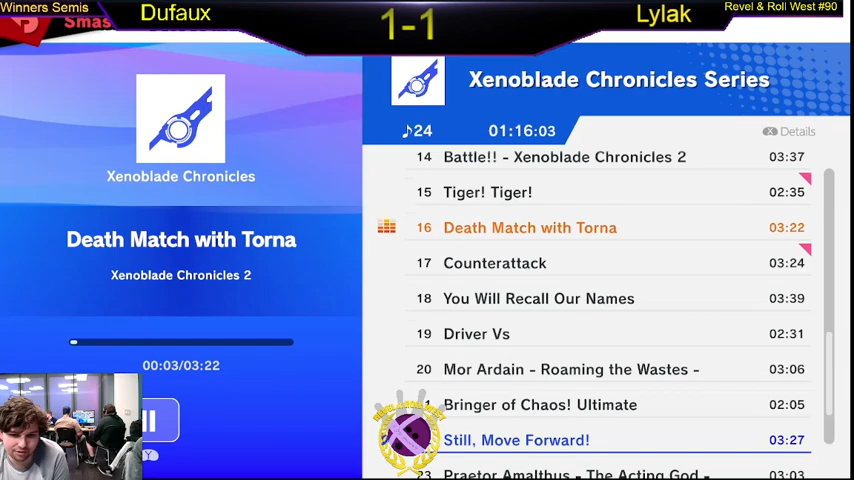 Winners Semis
Dufaux
1-1
Lylak
Revel & Roll West #90
Smas
Xenoblade Chronicles
Death Match with Torna
Xenoblade Chronicles 2
00:03/03:22
Y
Xenoblade Chronicles Series
♪24 01:16:03
X Details
14 Battle!! - Xenoblade Chronicles 2 03:37
15 Tiger! Tiger! 02:35
16 Death Match with Torna 03:22
17 Counterattack 03:24
18 You Will Recall Our Names 03:39
19 Driver Vs 02:31
20 Mor Ardain - Roaming the Wastes - 03:06
1 Bringer of Chaos! Ultimate 02:05
Still, Move Forward! 03:27
23 Praetor Amalthus - The Acting God - 03:03